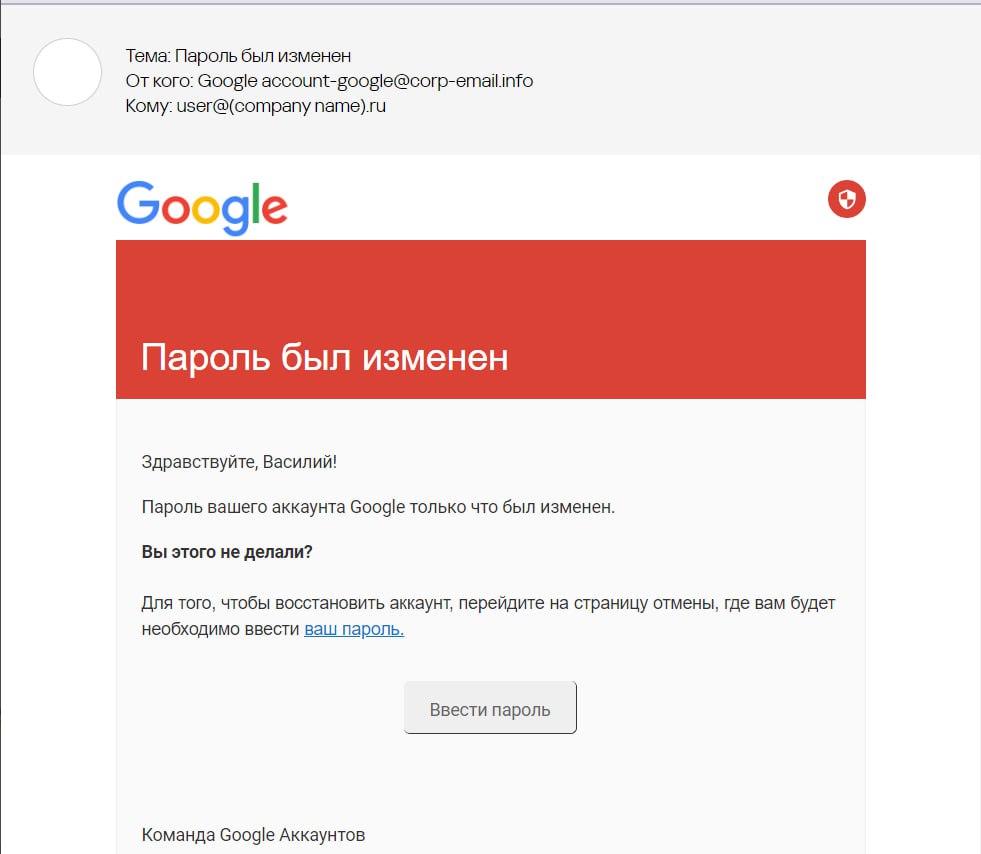 Тема: Пароль был изменен
От кого: Google account-google@corp-email.info
Кому: user@(company name).ru
Google
Пароль был изменен
Здравствуйте, Василий!
Пароль вашего аккаунта Google только что был изменен.
Вы этого не делали?
Для того, чтобы восстановить аккаунт, перейдите на страницу отмены, где вам будет
необходимо ввести ваш пароль.
Ввести пароль
Команда Google Аккаунтов